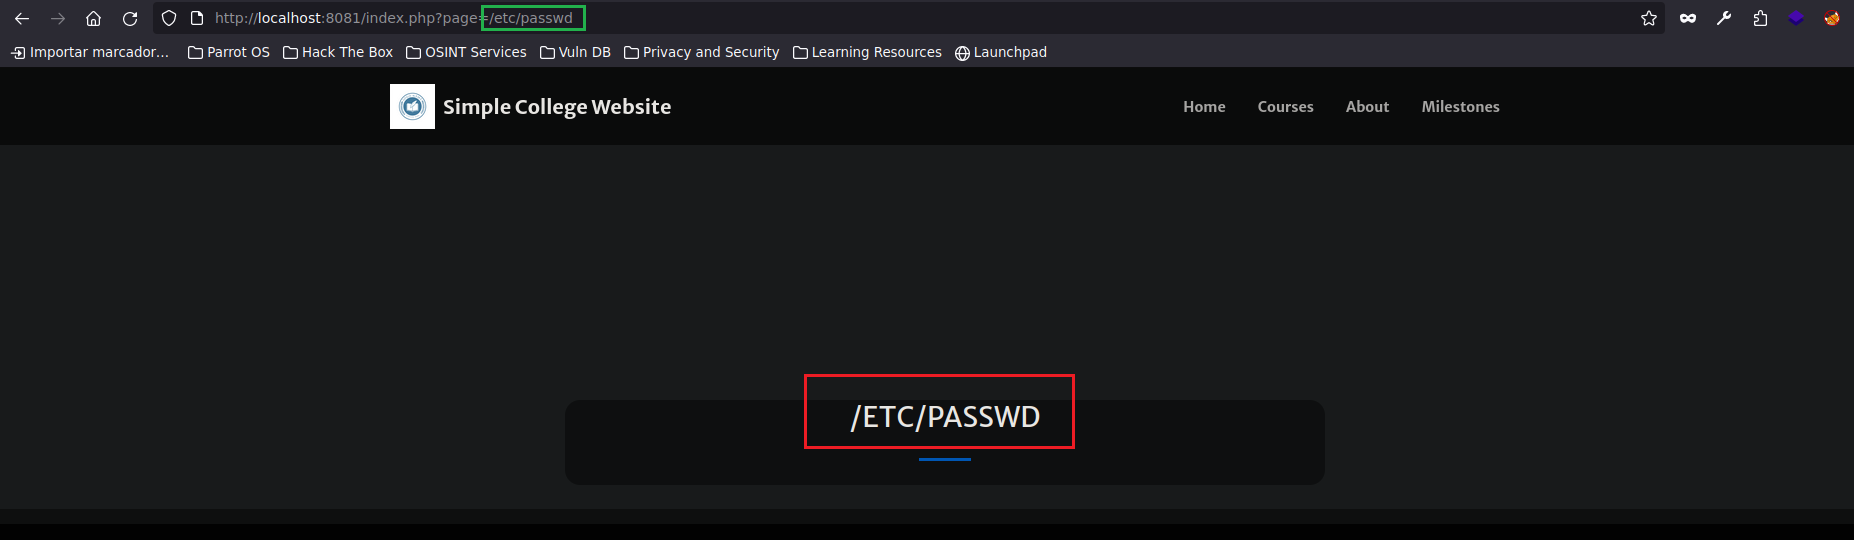 http://localhost:8081/index.php?page=/etc/passwd
Importar marcador... Parrot OS Hack The Box OSINT Services Vuln DB Privacy and Security Learning Resources Launchpad
Simple College Website Home Courses About Milestones
/ETC/PASSWD